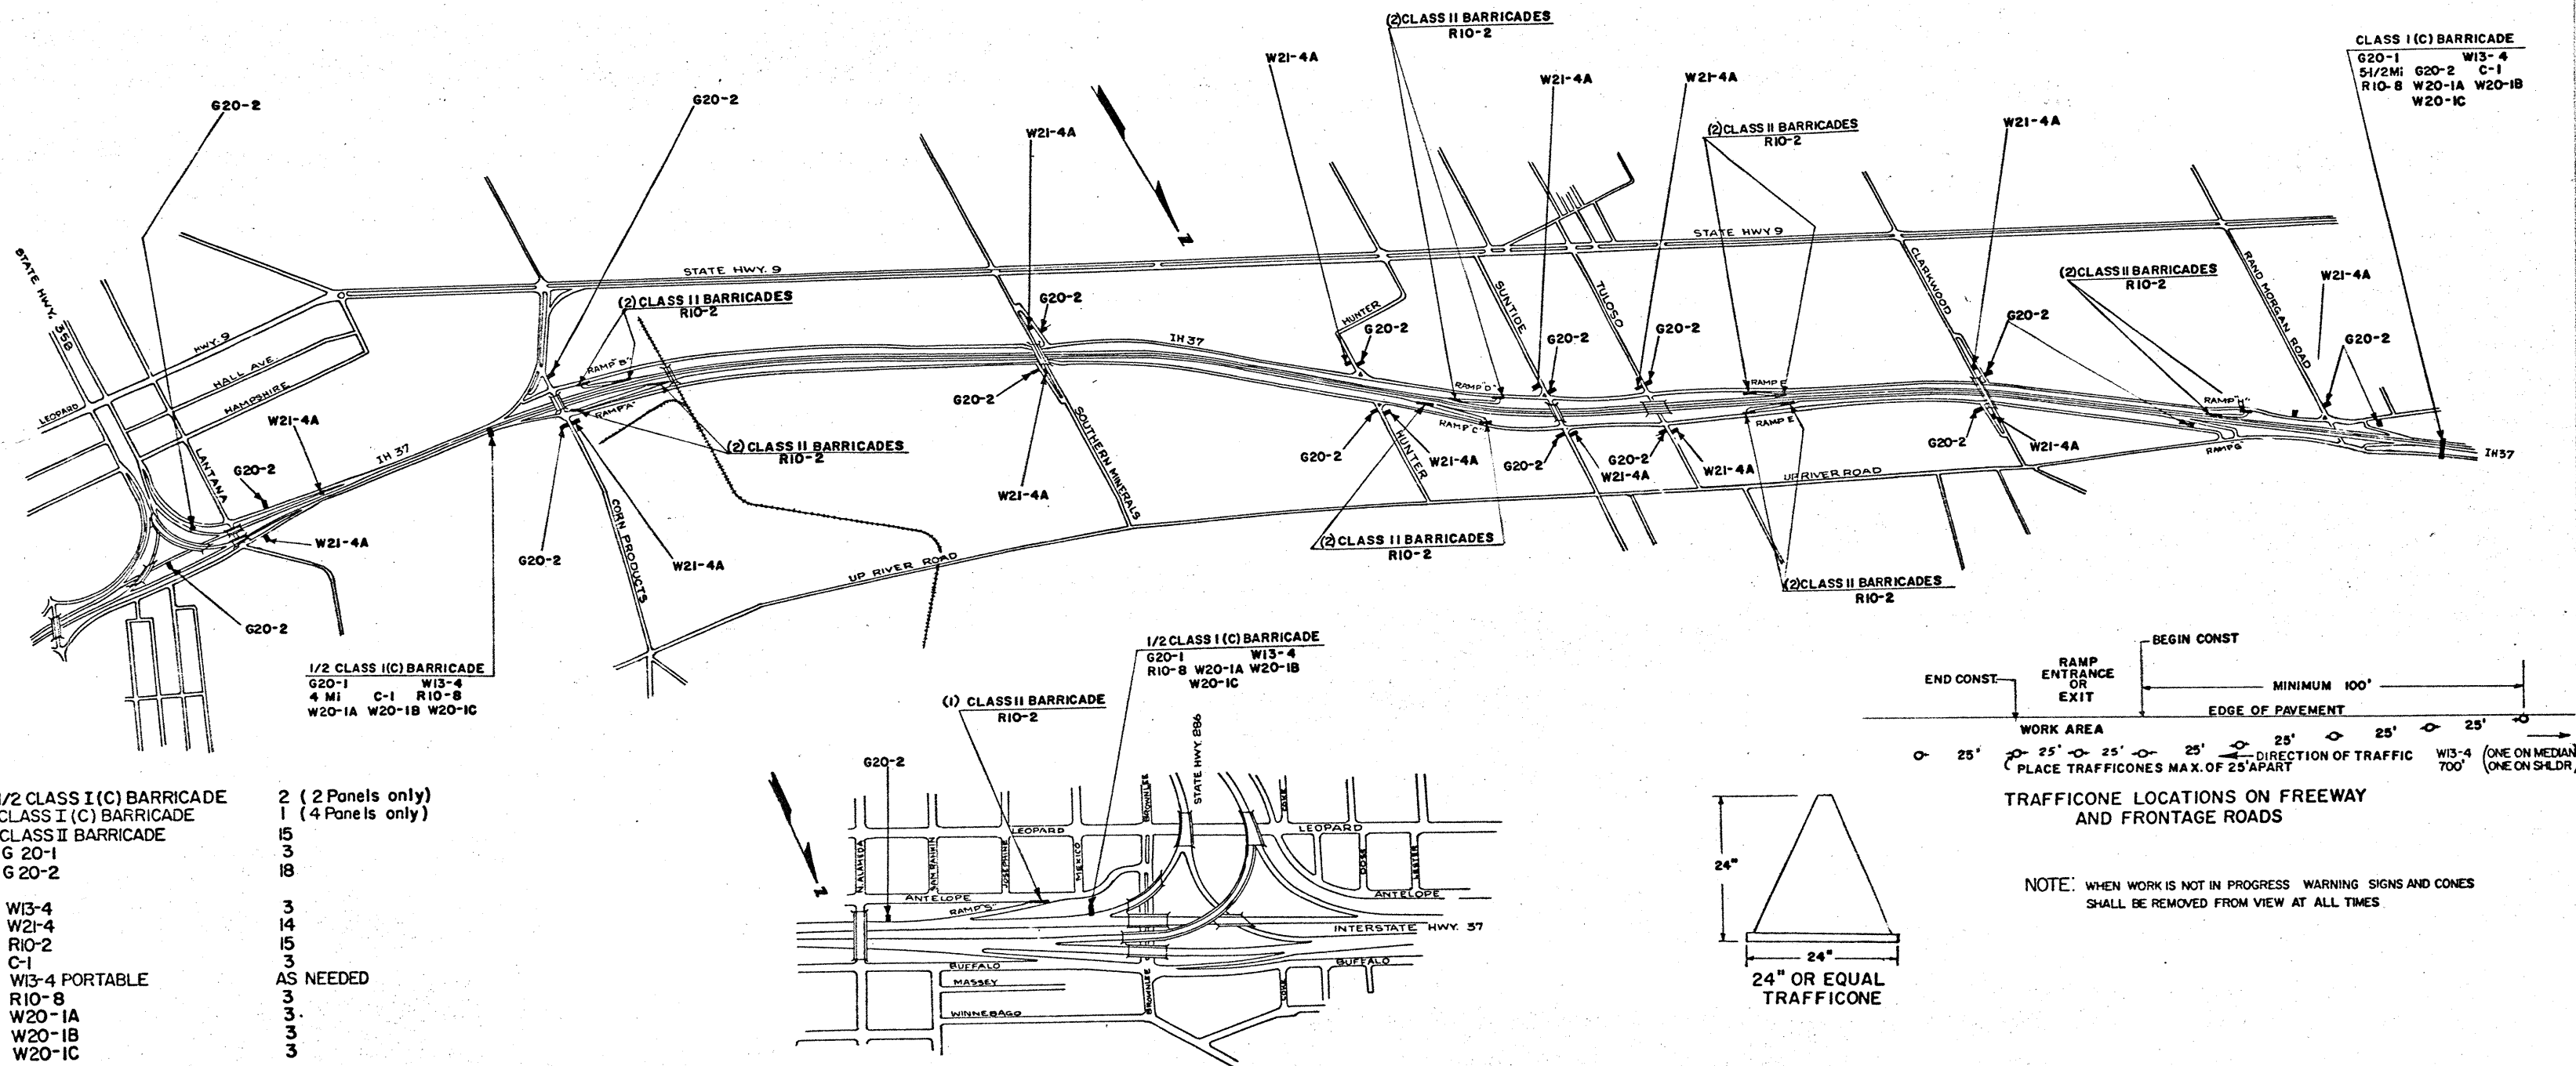 (2)CLASS II BARRICADES
R10-2
CLASS I (C) BARRICADE
G20-1 W13-4
5-1/2Mi G20-2 C-1
R10-8 W20-1A W20-1B
W20-1C
W21-4A
W21-4A
W21-4A
G20-2
G20-2
W21-4A
(2)CLASS II BARRICADES
R10-2
W21-4A
STATE HWY. 9
STATE HWY 9
STATE HWY. 358
HWY. 9
HALL AVE.
HAMPSHIRE
LEOPARD
LANTANA
(2)CLASS II BARRICADES
R10-2
RAMP "B"
RAMP "A"
G20-2
IH 37
HUNTER
G20-2
SUNTIDE
TULOSO
G20-2
G20-2
CLARKWOOD
G20-2
(2)CLASS II BARRICADES
R10-2
RAND MORGAN ROAD
W21-4A
G20-2
W21-4A
G20-2
IH 37
(2)CLASS II BARRICADES
R10-2
G20-2
SOUTHERN MINERALS
W21-4A
RAMP "D"
RAMP "C"
RAMP F
RAMP E
RAMP "H"
RAMP G
IH37
G20-2
HUNTER
W21-4A
G20-2
W21-4A
G20-2
W21-4A
G20-2
W21-4A
UP RIVER ROAD
W21-4A
G20-2
CORN PRODUCTS
W21-4A
UP RIVER ROAD
(2)CLASS II BARRICADES
R10-2
(2)CLASS II BARRICADES
R10-2
G20-2
1/2 CLASS I(C) BARRICADE
G20-1 W13-4
4 Mi C-1 R10-8
W20-1A W20-1B W20-1C
1/2 CLASS I (C) BARRICADE
G20-1 W13-4
R10-8 W20-1A W20-1B
W20-1C
(1) CLASS II BARRICADE
R10-2
G20-2
STATE HWY. 286
N
N
N. ALAMEDA
SAM RANKIN
JOSEPHINE
MEXICO
BROWNLEE
LEOPARD
COKE
LEOPARD
DOSS
LESTER
ANTELOPE
RAMP "S"
ANTELOPE
INTERSTATE HWY. 37
BUFFALO
BUFFALO
MASSEY
BROWNLEE
COKE
WINNEBAGO
BEGIN CONST
END CONST.
RAMP
ENTRANCE
OR
EXIT
MINIMUM 100'
EDGE OF PAVEMENT
WORK AREA
25' 25' 25' 25' 25' 25' 25'
DIRECTION OF TRAFFIC
PLACE TRAFFICONES MAX. OF 25' APART
W13-4 (ONE ON MEDIAN
700' (ONE ON SHLDR.
TRAFFICONE LOCATIONS ON FREEWAY
AND FRONTAGE ROADS
24"
24"
24" OR EQUAL
TRAFFICONE
NOTE: WHEN WORK IS NOT IN PROGRESS WARNING SIGNS AND CONES
SHALL BE REMOVED FROM VIEW AT ALL TIMES
1/2 CLASS I (C) BARRICADE 2 (2 Panels only)
CLASS I (C) BARRICADE 1 (4 Panels only)
CLASS II BARRICADE 15
G 20-1 3
G 20-2 18
W13-4 3
W21-4 14
R10-2 15
C-1 3
W13-4 PORTABLE AS NEEDED
R10-8 3
W20-1A 3
W20-1B 3
W20-1C 3